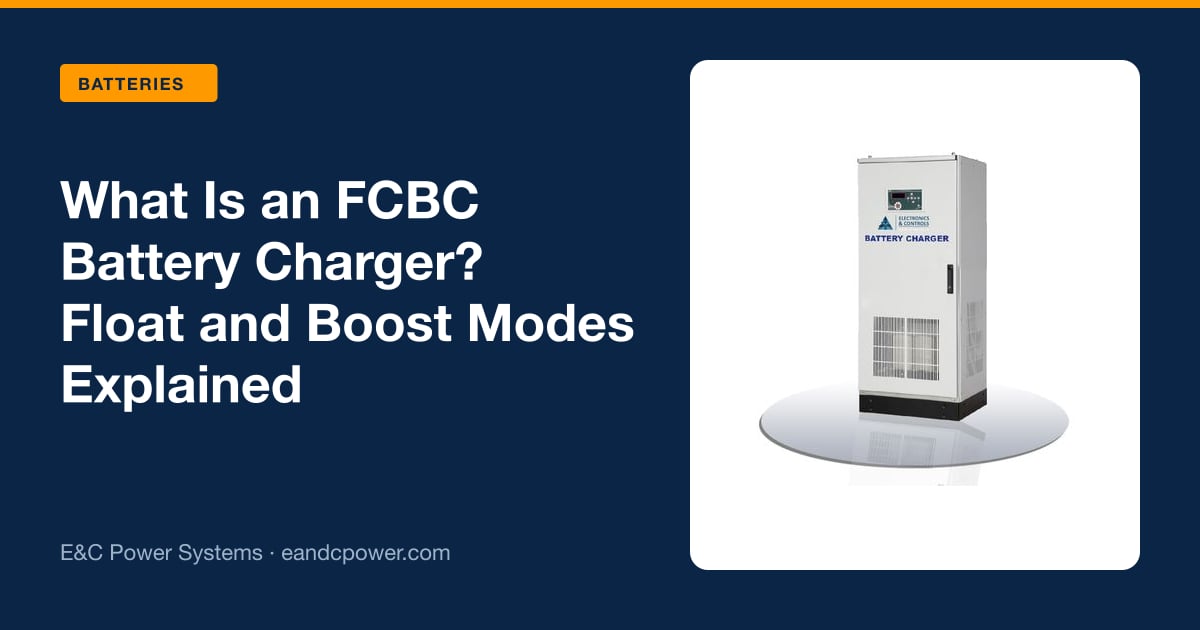 BATTERIES
What Is an FCBC
Battery Charger?
Float and Boost Modes
Explained
E&C Power Systems · eandcpower.com
ELECTRONICS
& CONTROLS
BATTERY CHARGER